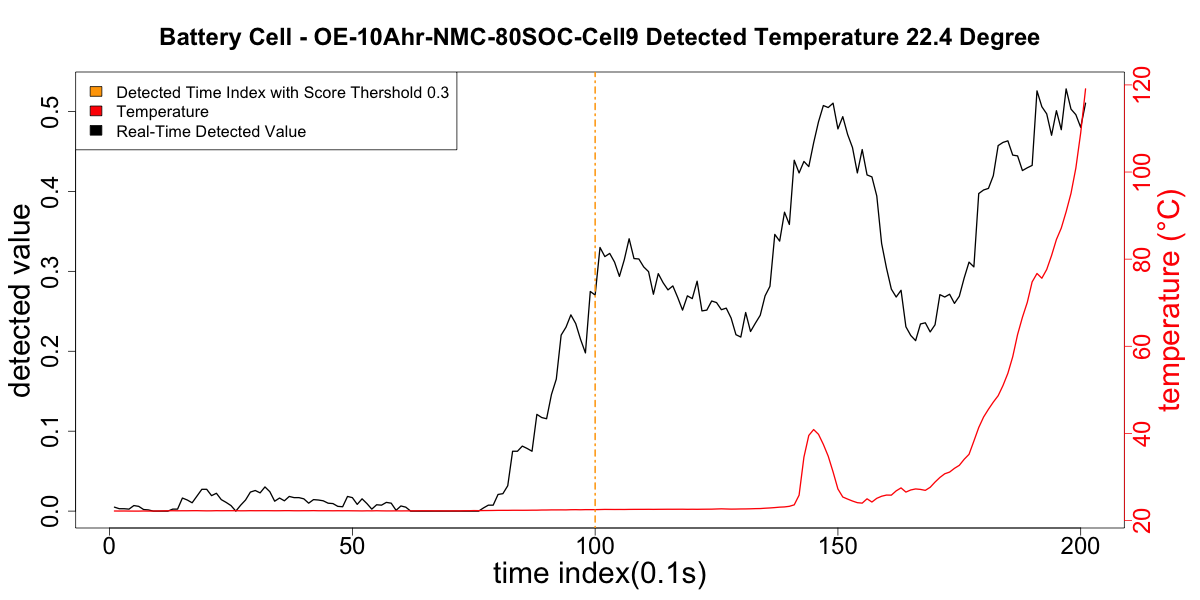 Battery Cell - OE-10Ahr-NMC-80SOC-Cell9 Detected Temperature 22.4 Degree
Detected Time Index with Score Thershold 0.3
Temperature
Real-Time Detected Value
detected value
0.5
0.4
0.3
0.2
0.1
0.0
120
100
80
60
40
20
temperature (°C)
0 50 100 150 200
time index(0.1s)